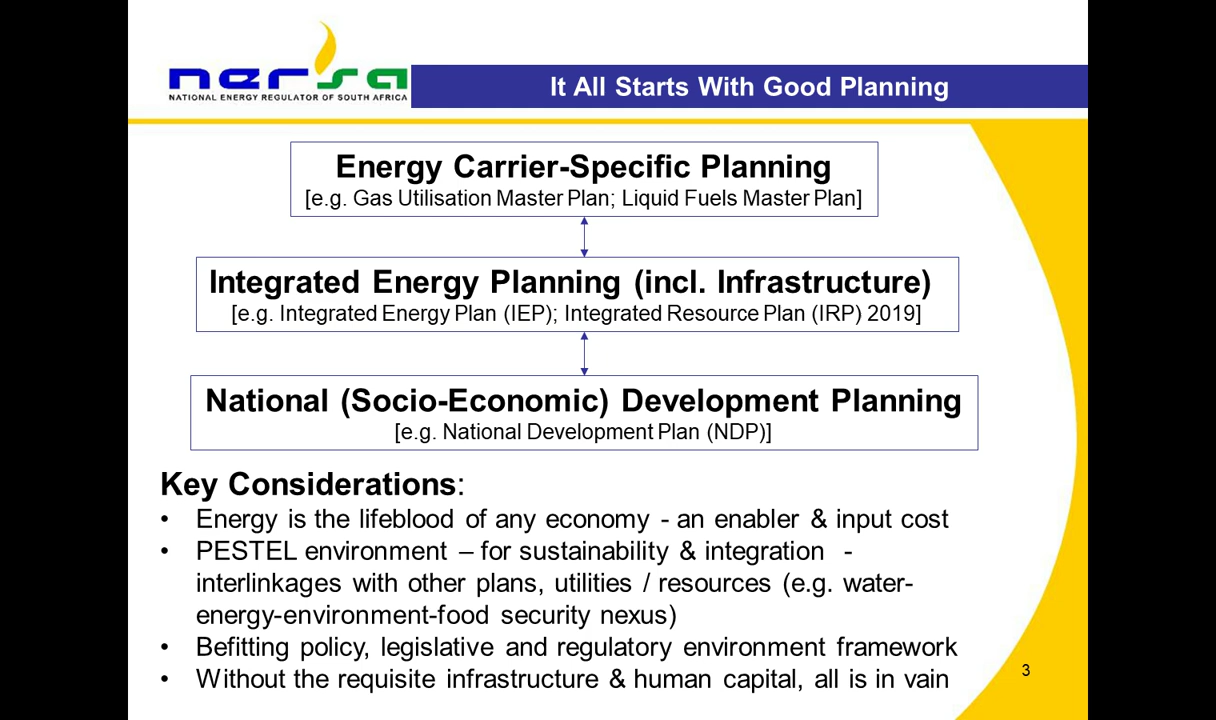 nersa
NATIONAL ENERGY REGULATOR OF SOUTH AFRICA
It All Starts With Good Planning
Energy Carrier-Specific Planning
[e.g. Gas Utilisation Master Plan; Liquid Fuels Master Plan]
Integrated Energy Planning (incl. Infrastructure)
[e.g. Integrated Energy Plan (IEP); Integrated Resource Plan (IRP) 2019]
National (Socio-Economic) Development Planning
[e.g. National Development Plan (NDP)]
Key Considerations:
• Energy is the lifeblood of any economy - an enabler & input cost
• PESTEL environment – for sustainability & integration -
interlinkages with other plans, utilities / resources (e.g. water-
energy-environment-food security nexus)
• Befitting policy, legislative and regulatory environment framework
• Without the requisite infrastructure & human capital, all is in vain
3